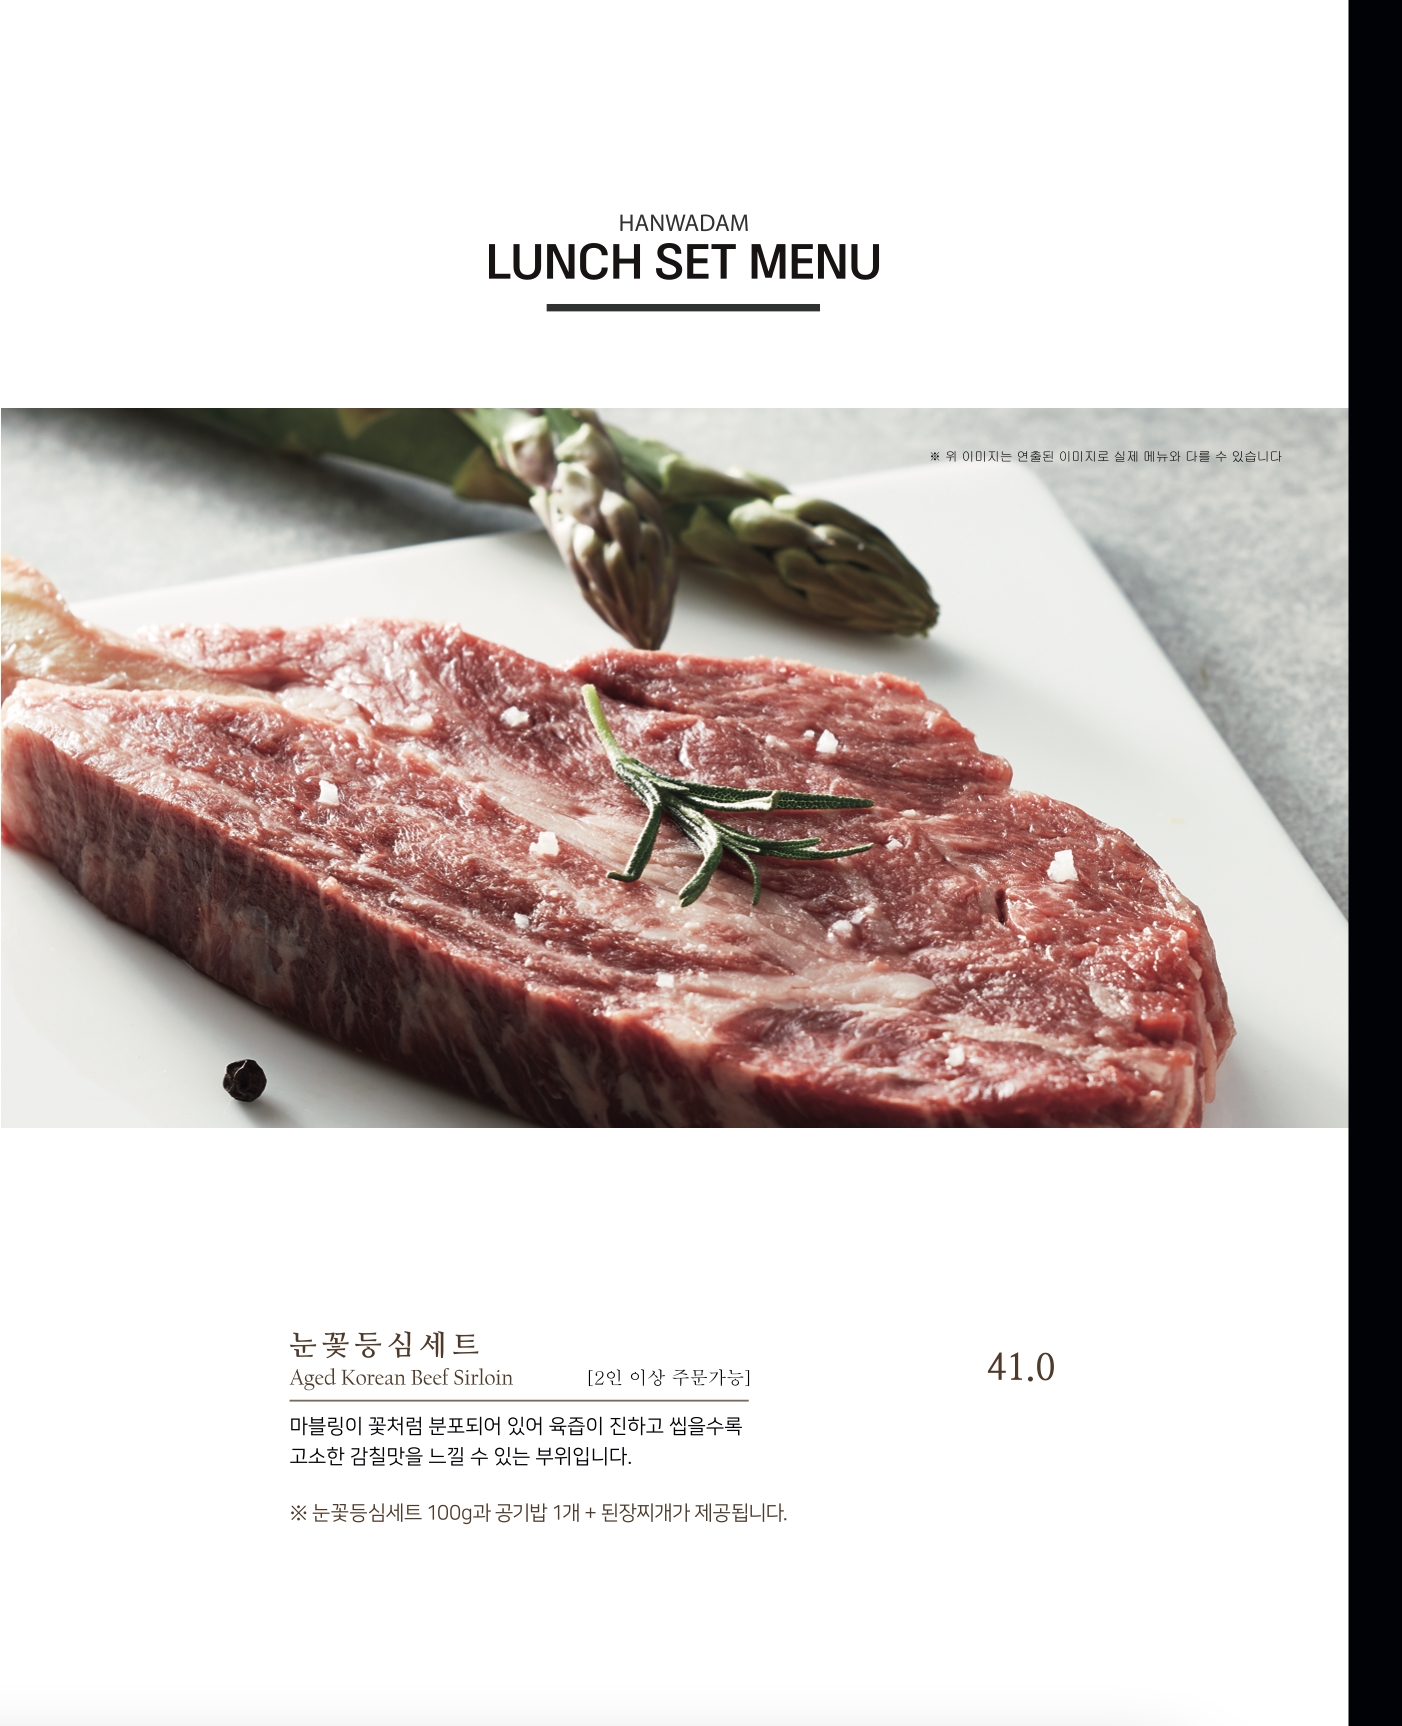 HANWADAM
LUNCH SET MENU
※ 위 이미지는 연출된 이미지로 실제 메뉴와 다를 수 있습니다
눈꽃등심세트
Aged Korean Beef Sirloin [2인 이상 주문가능]
41.0
마블링이 꽃처럼 분포되어 있어 육즙이 진하고 씹을수록
고소한 감칠맛을 느낄 수 있는 부위입니다.
※ 눈꽃등심세트 100g과 공기밥 1개 + 된장찌개가 제공됩니다.